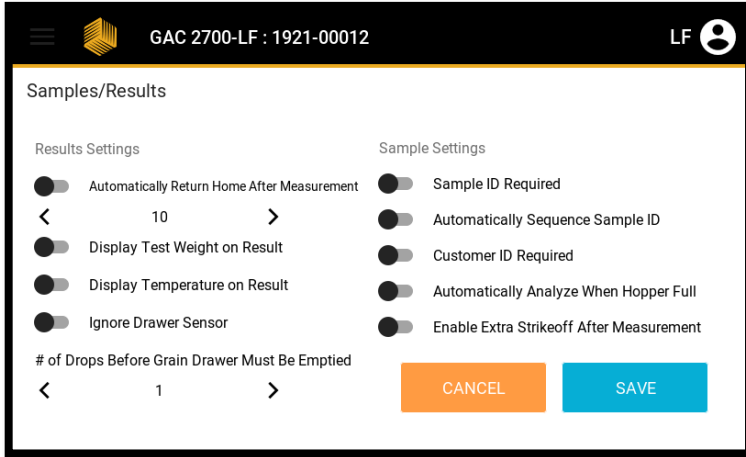 GAC 2700-LF : 1921-00012
LF
Samples/Results
Results Settings
Automatically Return Home After Measurement
10
Display Test Weight on Result
Display Temperature on Result
Ignore Drawer Sensor
# of Drops Before Grain Drawer Must Be Emptied
1
Sample Settings
Sample ID Required
Automatically Sequence Sample ID
Customer ID Required
Automatically Analyze When Hopper Full
Enable Extra Strikeoff After Measurement
CANCEL
SAVE